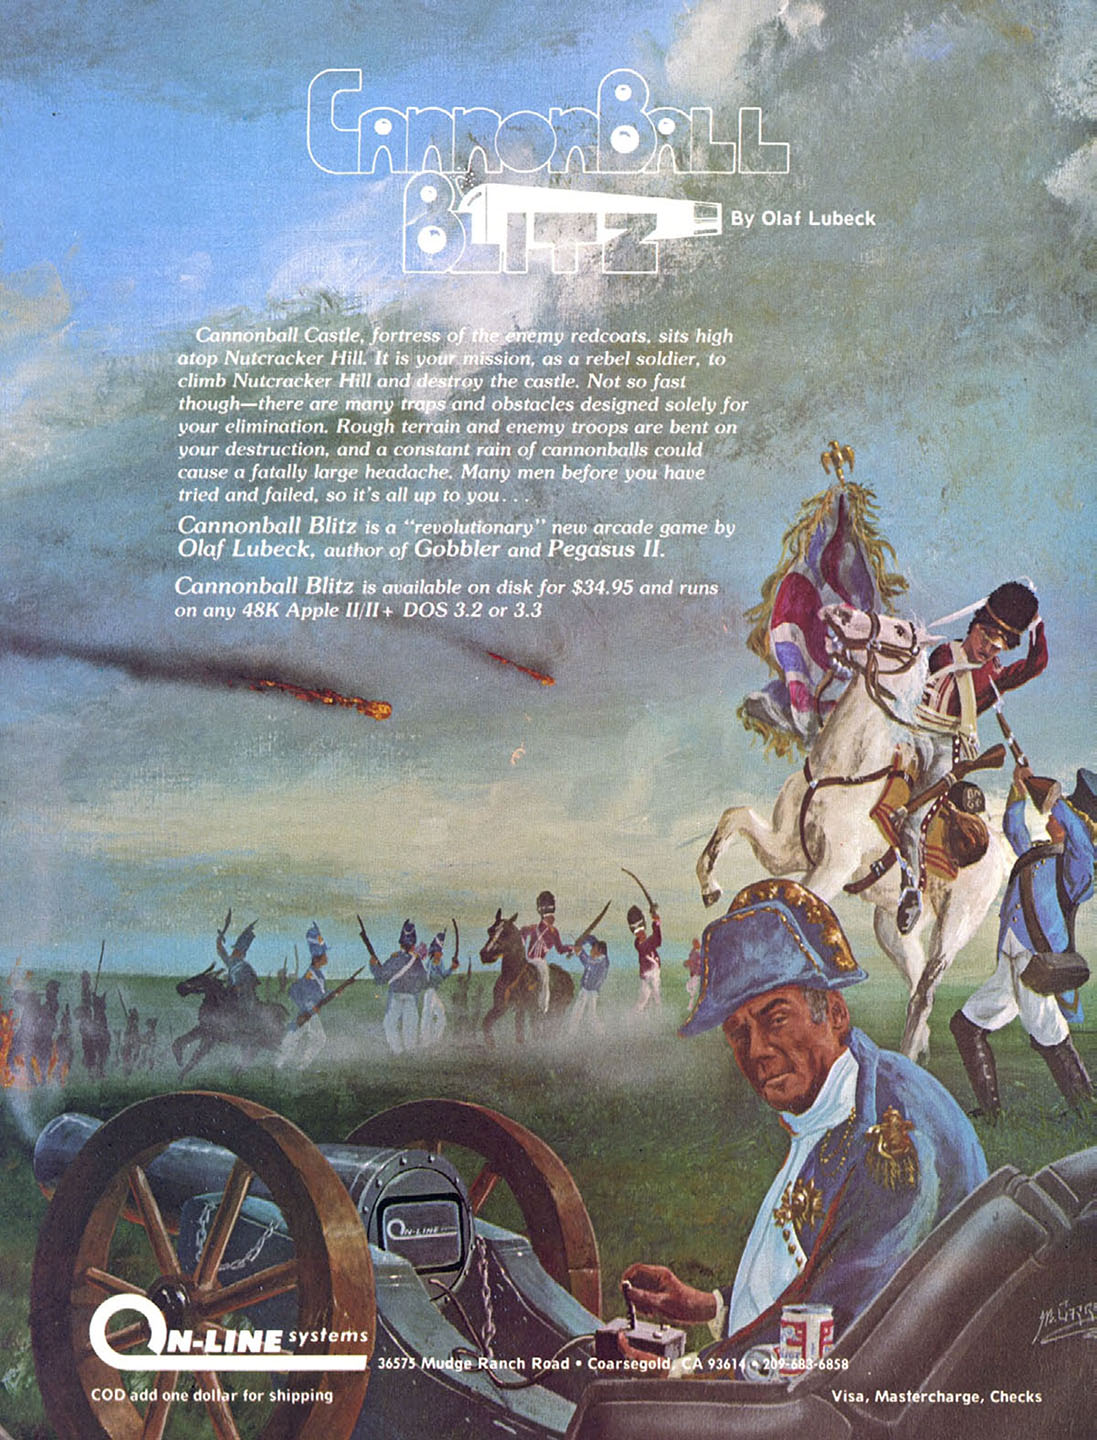 CannonBall
Blitz
By Olaf Lubeck
Cannonball Castle, fortress of the enemy redcoats, sits high
atop Nutcracker Hill. It is your mission, as a rebel soldier, to
climb Nutcracker Hill and destroy the castle. Not so fast
though—there are many traps and obstacles designed solely for
your elimination. Rough terrain and enemy troops are bent on
your destruction, and a constant rain of cannonballs could
cause a fatally large headache. Many men before you have
tried and failed, so it's all up to you. . .
Cannonball Blitz is a “revolutionary” new arcade game by
Olaf Lubeck, author of Gobbler and Pegasus II.
Cannonball Blitz is available on disk for $34.95 and runs
on any 48K Apple II/II+ DOS 3.2 or 3.3
ON-LINE
ON-LINE systems
36575 Mudge Ranch Road • Coarsegold, CA 93614 • 209-683-6858
COD add one dollar for shipping
Visa, Mastercharge, Checks